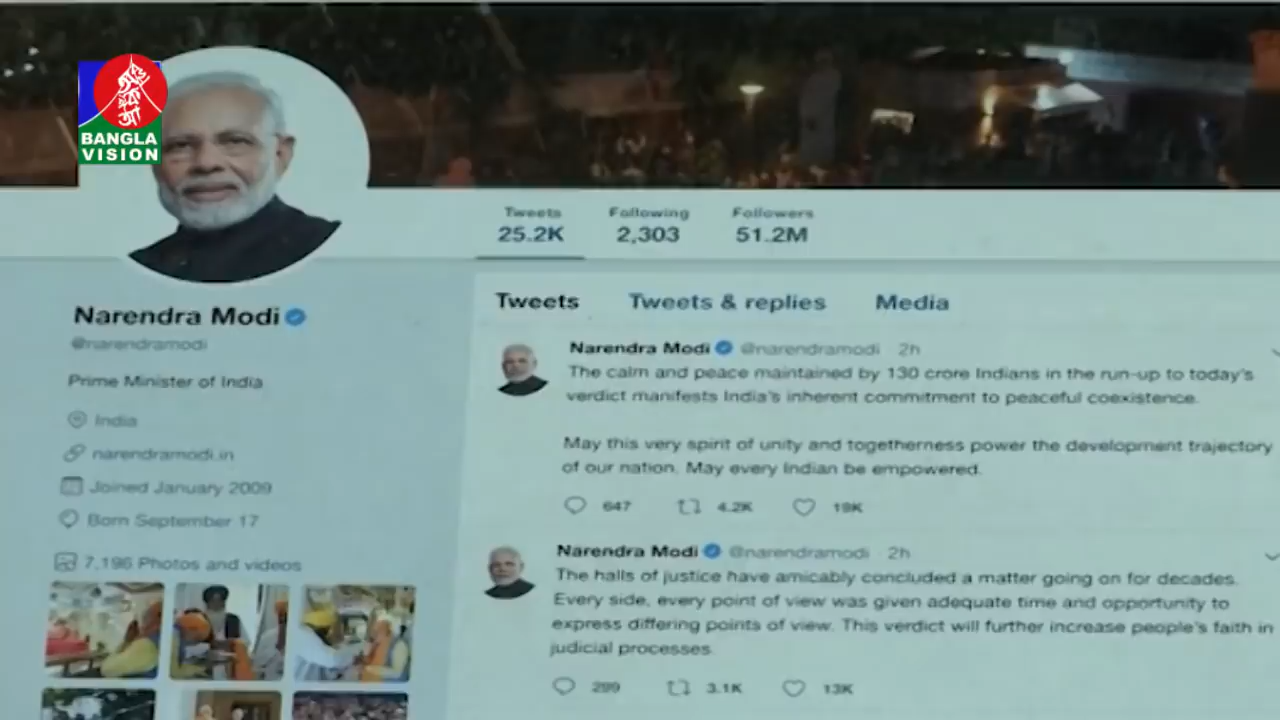 BANGLA
VISION
Tweets
25.2K
Following
2,303
Followers
51.2M
Narendra Modi
@narendramodi
Prime Minister of India
India
narendramodi.in
Joined January 2009
Born September 17
7,196 Photos and videos
Tweets Tweets & replies Media
Narendra Modi @narendramodi 2h
The calm and peace maintained by 130 crore Indians in the run-up to today's
verdict manifests India's inherent commitment to peaceful coexistence.
May this very spirit of unity and togetherness power the development trajectory
of our nation. May every Indian be empowered.
647 4.2K 19K
Narendra Modi @narendramodi · 2h
The halls of justice have amicably concluded a matter going on for decades.
Every side, every point of view was given adequate time and opportunity to
express differing points of view. This verdict will further increase people's faith in
judicial processes.
299 3.1K 13K